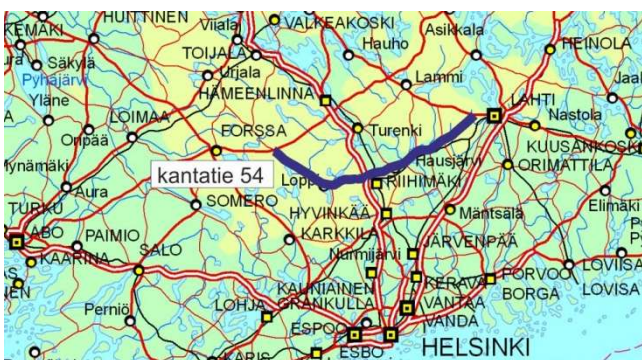 KEMÄKI
HUITTINEN
Viiala
VALKEAKOSKI
Asikkala
Säkylä
TOIJALA
Hauho
HEINOLA
Pyhäjärvi
Urjala
Lammi
Yläne
HÄMEENLINNA
LAHTI
LOIMAA
Nastola
Oripää
FORSSA
Turenki
KUUSANKOSKI
Mynämäki
kantatie 54
Loppi
Hausjärvi
ORIMATTILA
Aura
RIIHIMÄKI
SOMERO
Elimäki
TURKU
HYVINKÄÄ
Mäntsälä
ÅBO
PAIMIO
KARKKILA
KAARINA
SALO
Nurmijärvi
JÄRVENPÄÄ
LOVIISA
KAUNIAINEN
KERAVA
PORVOO
LOVISA
Perniö
LOHJA
GRANKULLA
VANTAA
BORGA
ESPOO
VANDA
KARIS
ESBO
HELSINKI